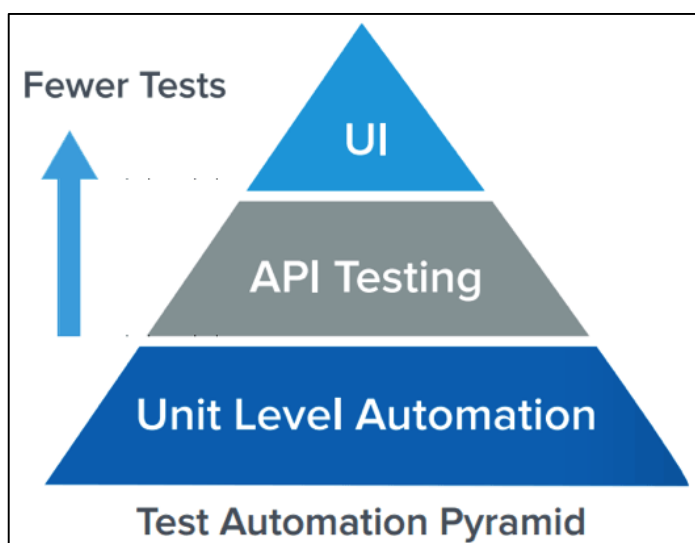 Fewer Tests
UI
API Testing
Unit Level Automation
Test Automation Pyramid